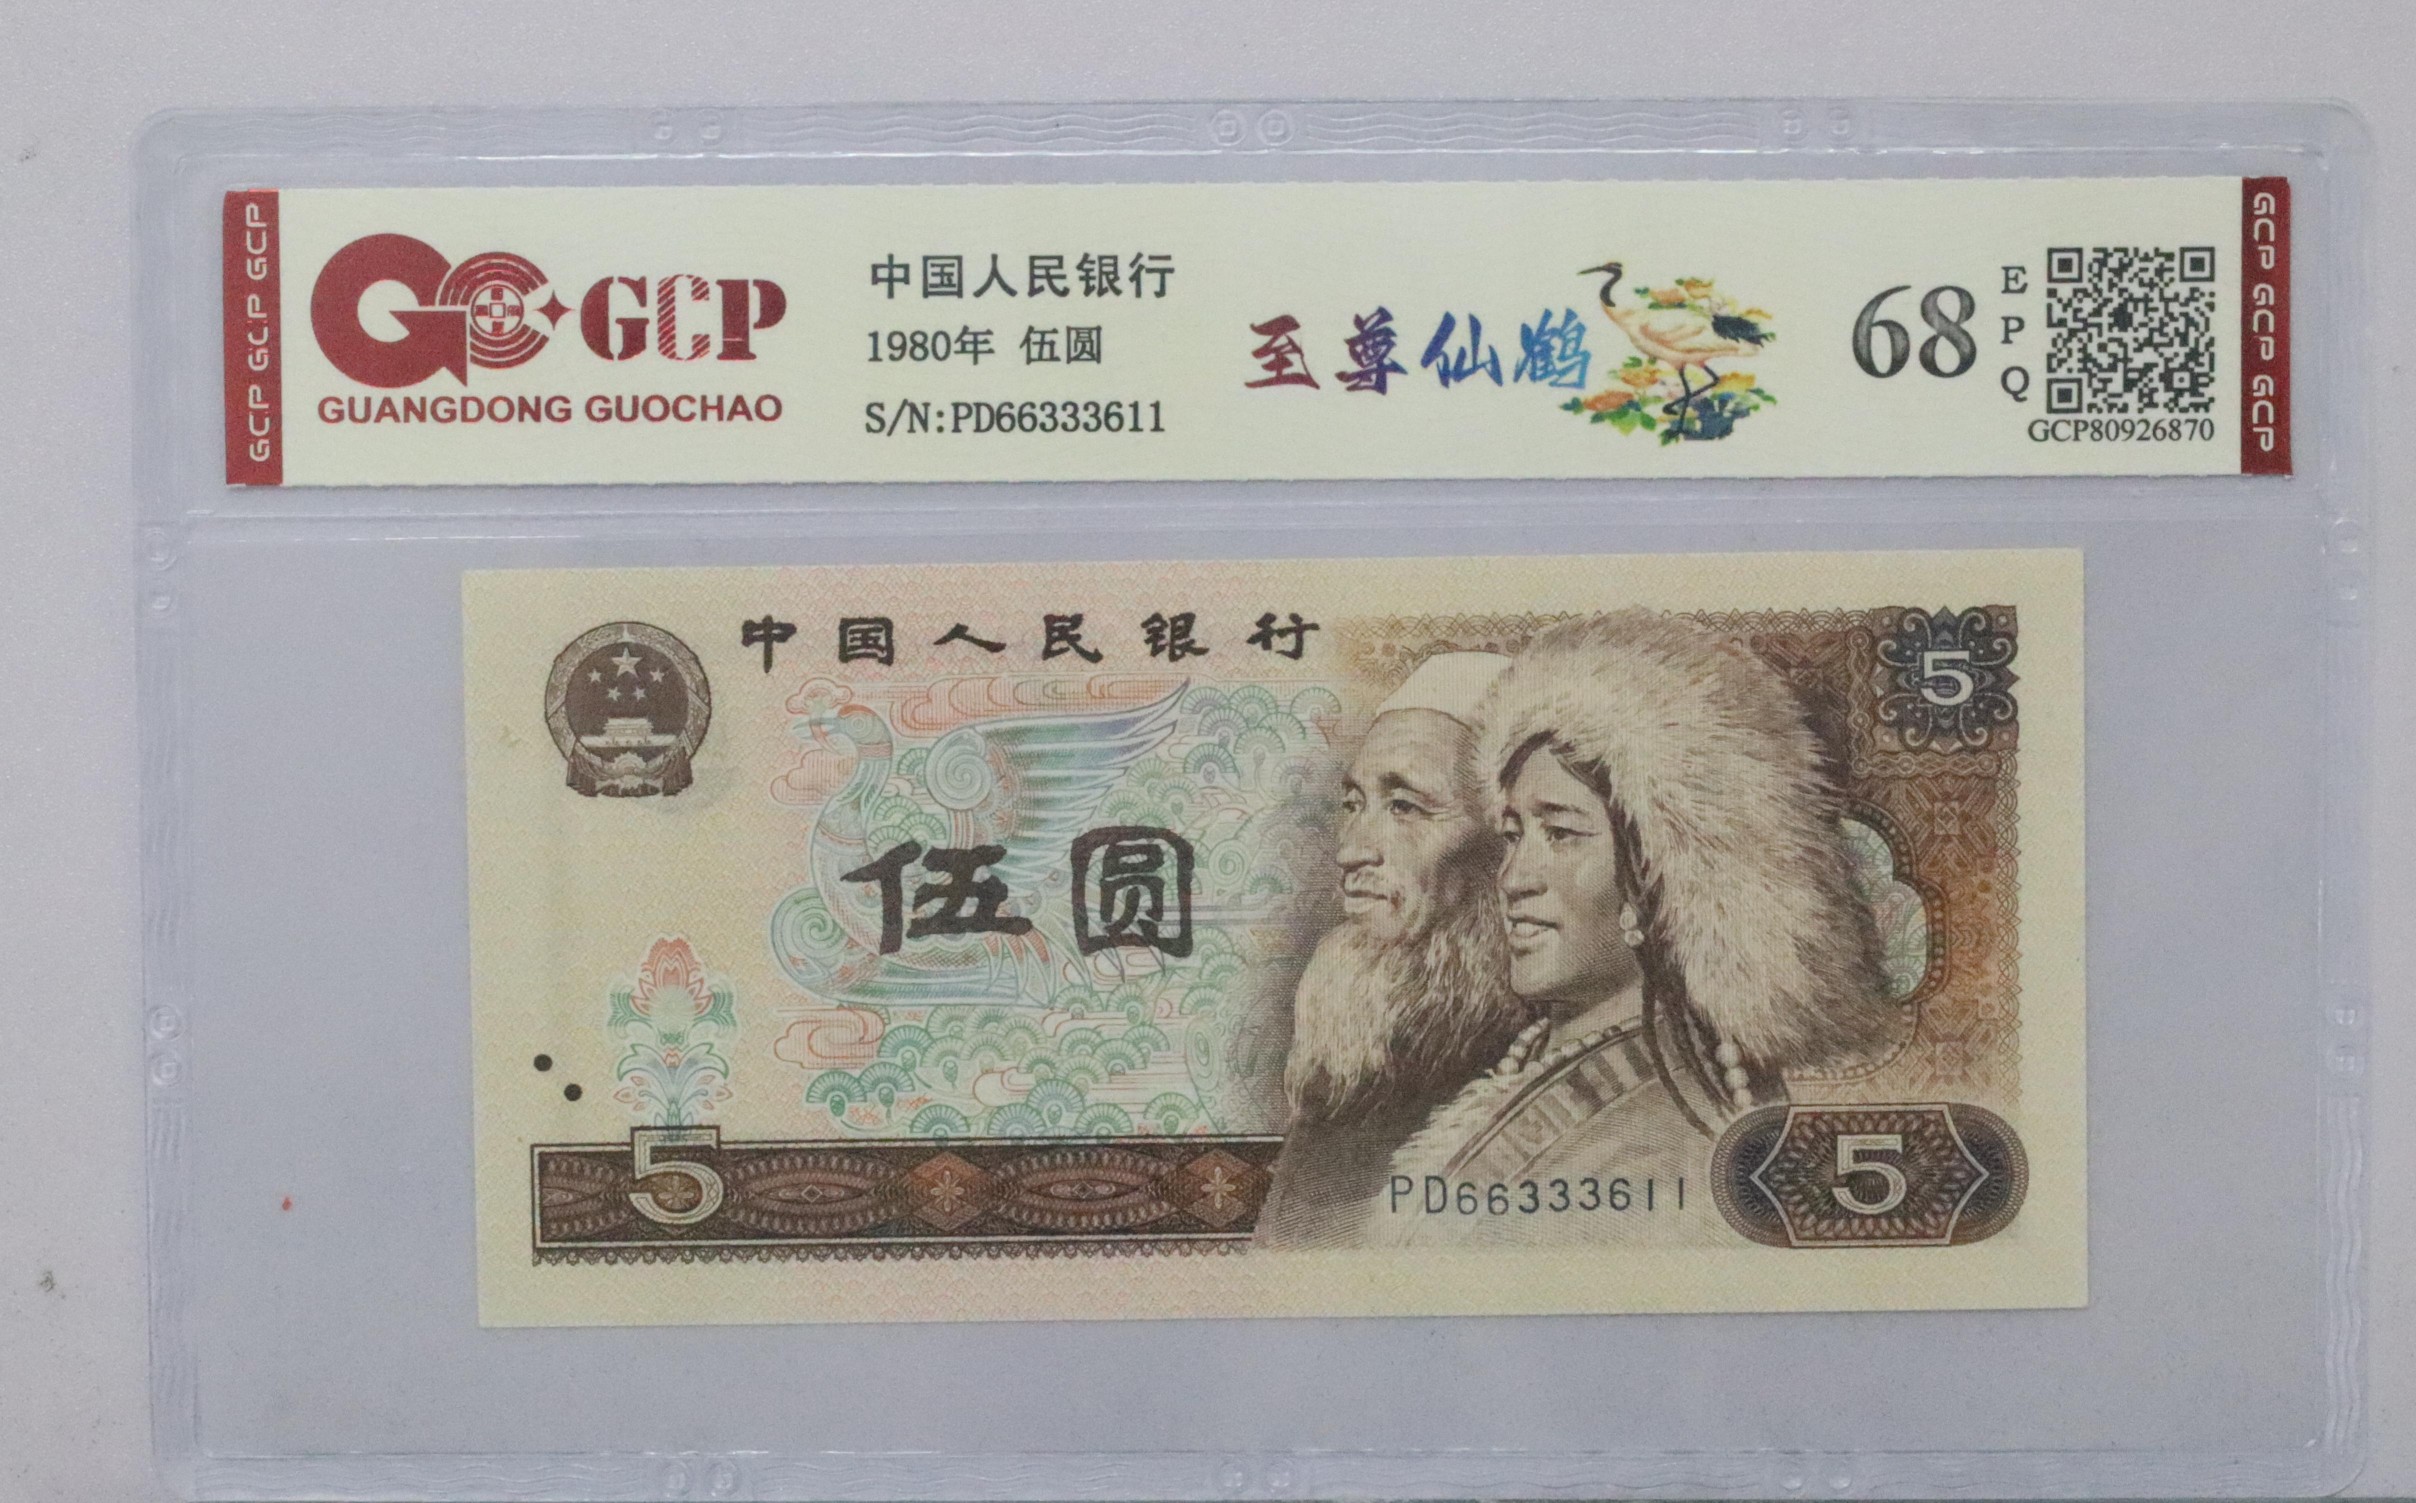 GCP GCP GCP
GCP
GUANGDONG GUOCHAO
中国人民银行
1980年 伍圆
S/N:PD66333611
至尊仙鹤
68
EPQ
GCP80926870
GCP GCP GCP
中国人民银行
5
伍圆
5
PD66333611
5